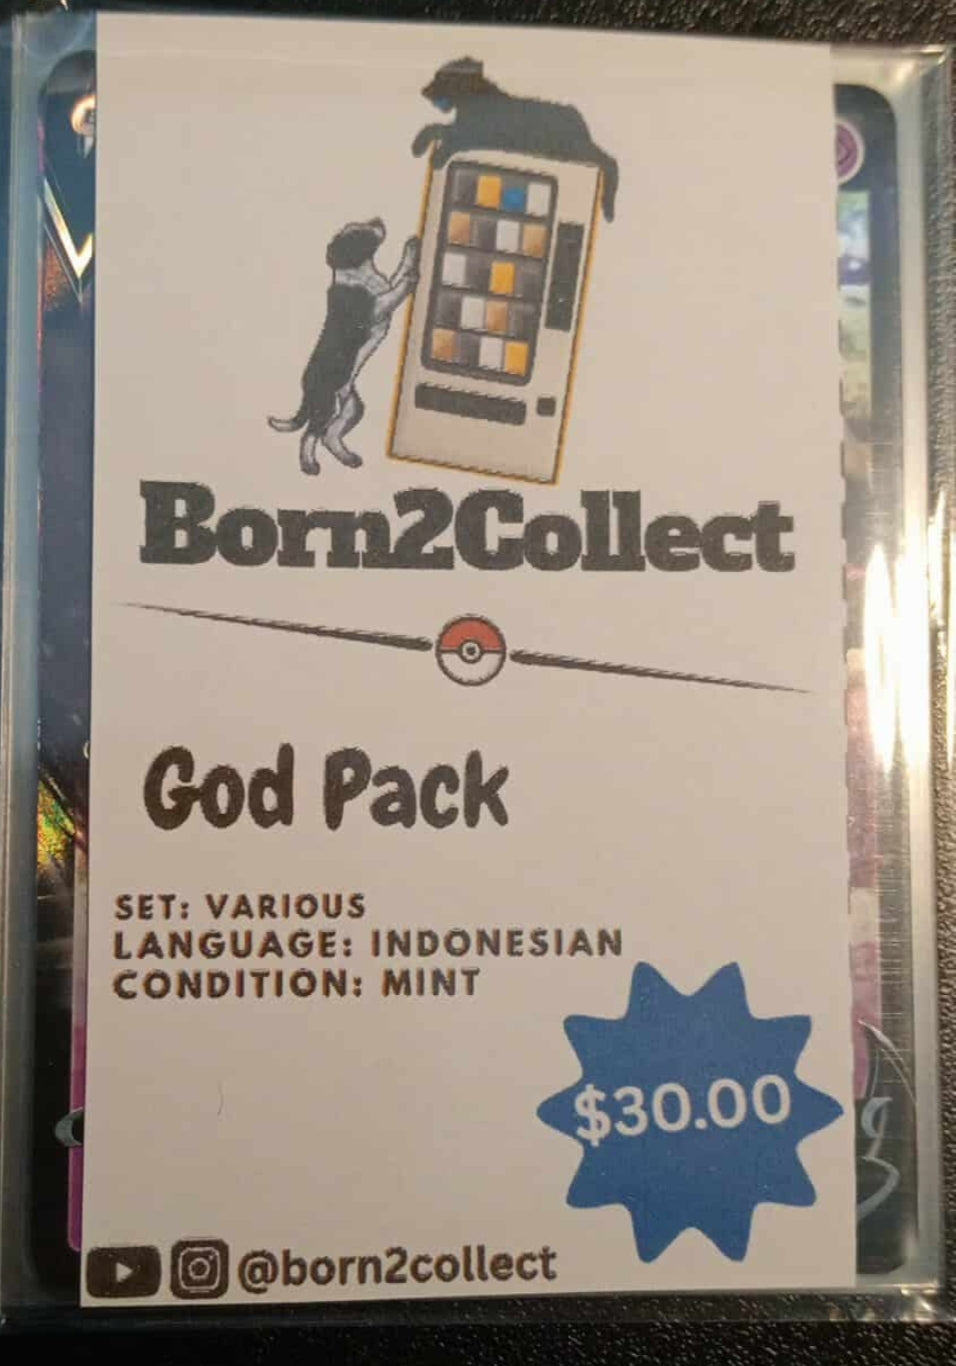 Born2Collect
God Pack
SET: VARIOUS
LANGUAGE: INDONESIAN
CONDITION: MINT
$30.00
@born2collect